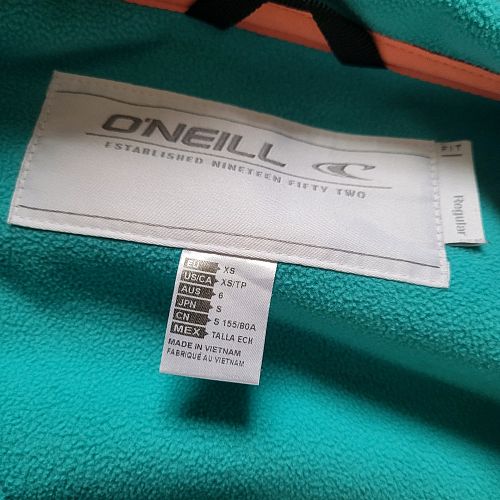 O'NEILL
ESTABLISHED NINETEEN FIFTY TWO
FIT
Regular
EU XS
US/CA XS/TP
AUS 6
JPN S
CN S 155/80A
MEX TALLA ECH
MADE IN VIETNAM
FABRIQUÉ AU VIETNAM